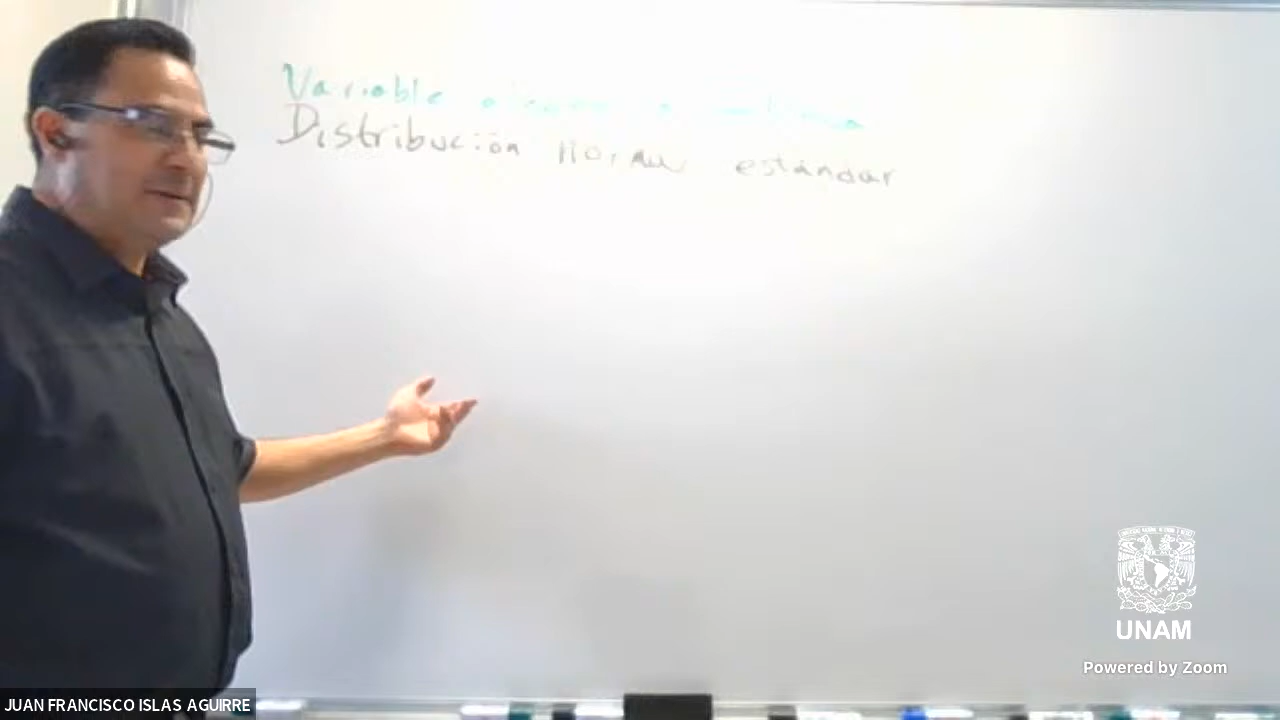 Variable
Distribución normal estándar
UNAM
Powered by Zoom
JUAN FRANCISCO ISLAS AGUIRRE